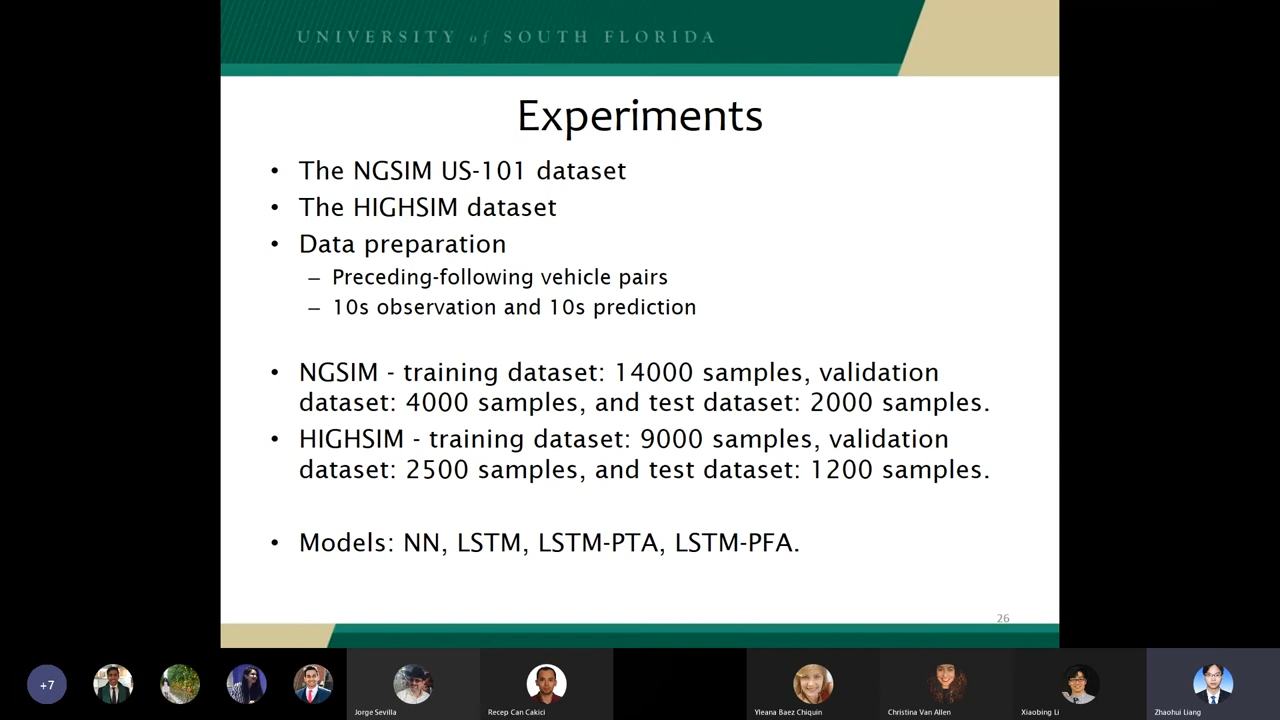 UNIVERSITY of SOUTH FLORIDA
Experiments
• The NGSIM US-101 dataset
• The HIGHSIM dataset
• Data preparation
– Preceding-following vehicle pairs
– 10s observation and 10s prediction
• NGSIM - training dataset: 14000 samples, validation
dataset: 4000 samples, and test dataset: 2000 samples.
• HIGHSIM - training dataset: 9000 samples, validation
dataset: 2500 samples, and test dataset: 1200 samples.
• Models: NN, LSTM, LSTM-PTA, LSTM-PFA.
26
+7
Jorge Sevilla
Recep Can Cakici
Yleana Baez Chiquin
Christina Van Allen
Xiaobing Li
Zhaohui Liang